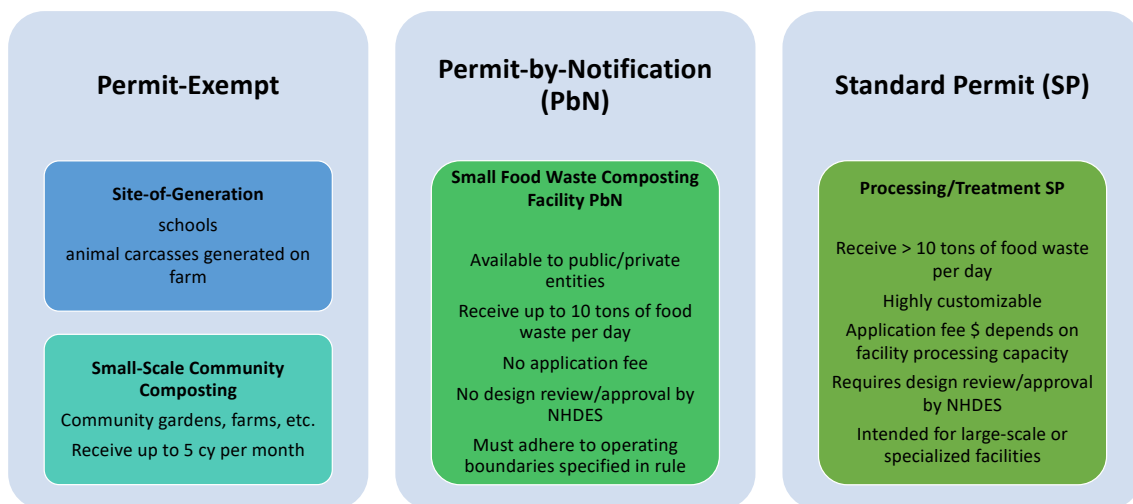 Permit-Exempt
Site-of-Generation
schools
animal carcasses generated on
farm
Small-Scale Community
Composting
Community gardens, farms, etc.
Receive up to 5 cy per month
Permit-by-Notification
(PbN)
Small Food Waste Composting
Facility PbN
Available to public/private
entities
Receive up to 10 tons of food
waste per day
No application fee
No design review/approval by
NHDES
Must adhere to operating
boundaries specified in rule
Standard Permit (SP)
Processing/Treatment SP
Receive > 10 tons of food waste
per day
Highly customizable
Application fee $ depends on
facility processing capacity
Requires design review/approval
by NHDES
Intended for large-scale or
specialized facilities